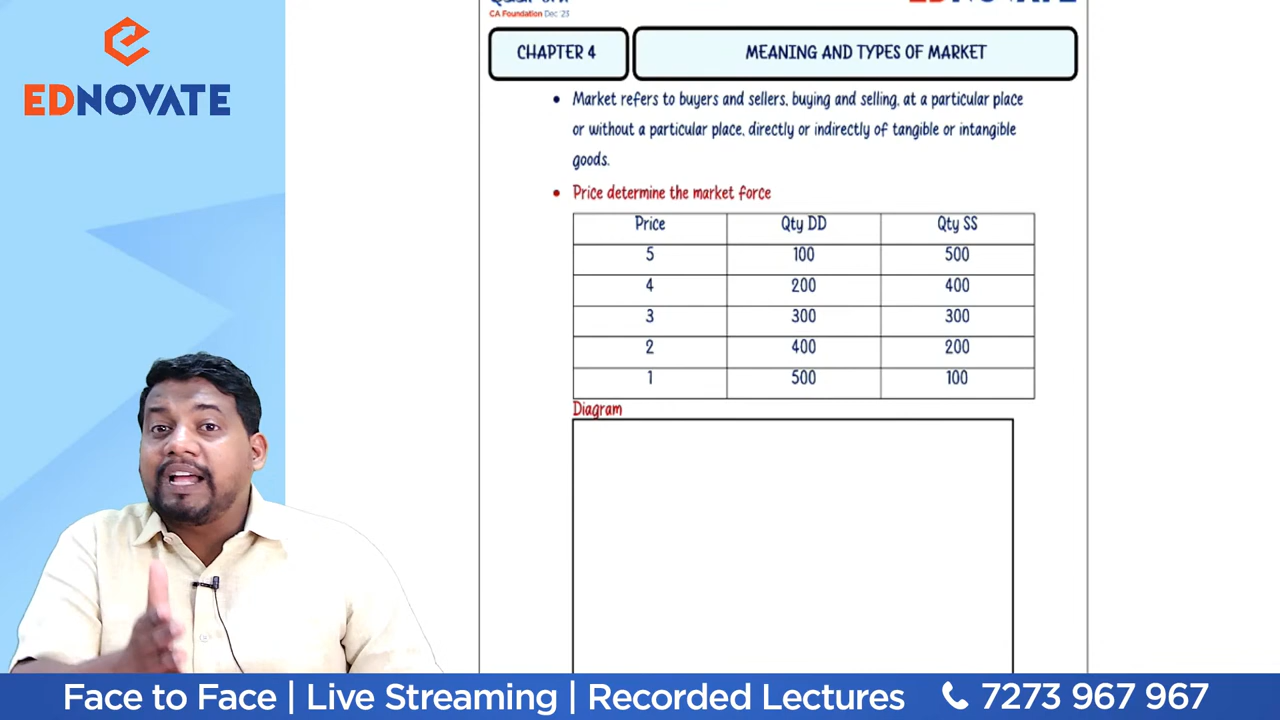 CA Foundation Dec '23
EDNOVATE
CHAPTER 4
MEANING AND TYPES OF MARKET
EDNOVATE
• Market refers to buyers and sellers, buying and selling, at a particular place
or without a particular place, directly or indirectly of tangible or intangible
goods.
• Price determine the market force
Price Qty DD Qty SS
5 100 500
4 200 400
3 300 300
2 400 200
1 500 100
Diagram
Face to Face | Live Streaming | Recorded Lectures 7273 967 967